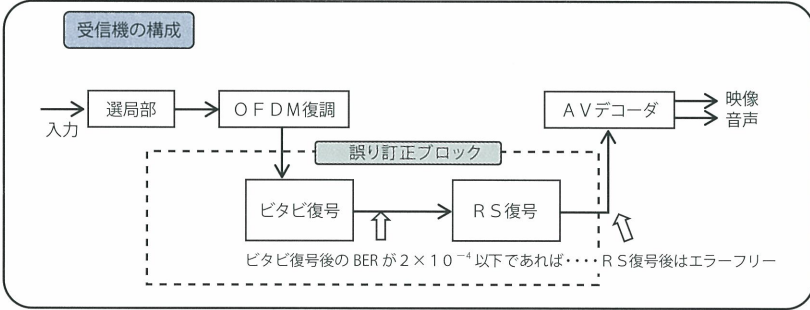 受信機の構成
入力
選局部
ＯＦＤＭ復調
ＡＶデコーダ
映像
音声
誤り訂正ブロック
ビタビ復号
ＲＳ復号
ビタビ復号後の BER が２×１０⁻⁴以下であれば････ＲＳ復号後はエラーフリー